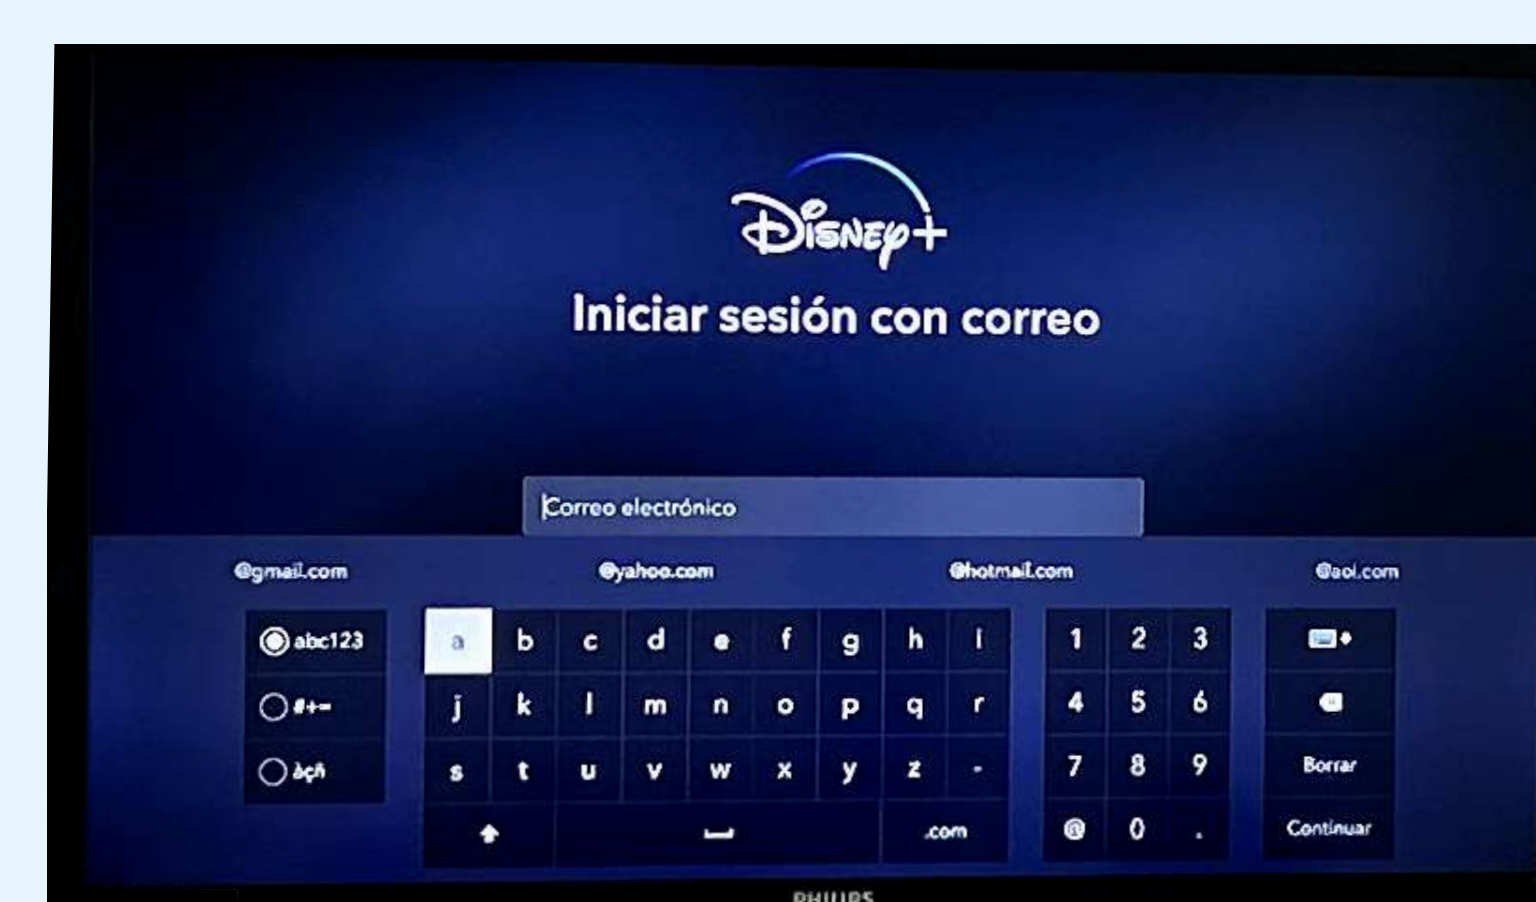 Disney+
Iniciar sesión con correo
Correo electrónico
@gmail.com @yahoo.com @hotmail.com @aol.com
abc123 a b c d e f g h i 1 2 3
#+= j k l m n o p q r 4 5 6
àçñ s t u v w x y z - 7 8 9 Borrar
.com @ 0 . Continuar
PHILIPS